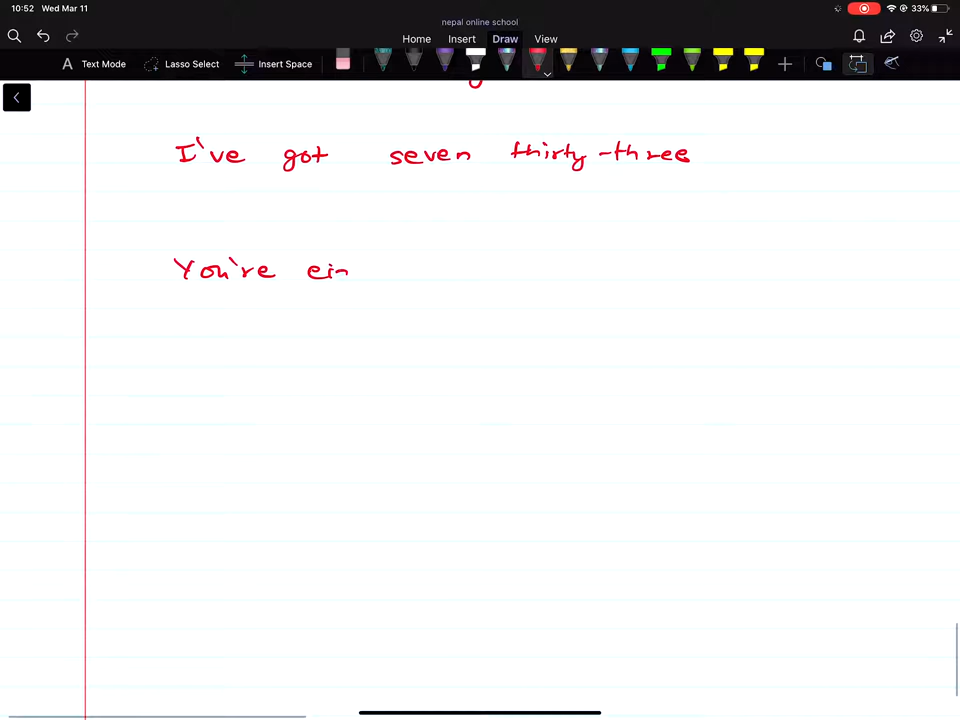 10:52 Wed Mar 11
33%
nepal online school
Home Insert Draw View
Text Mode Lasso Select Insert Space
I've got seven thirty-three
You're ein